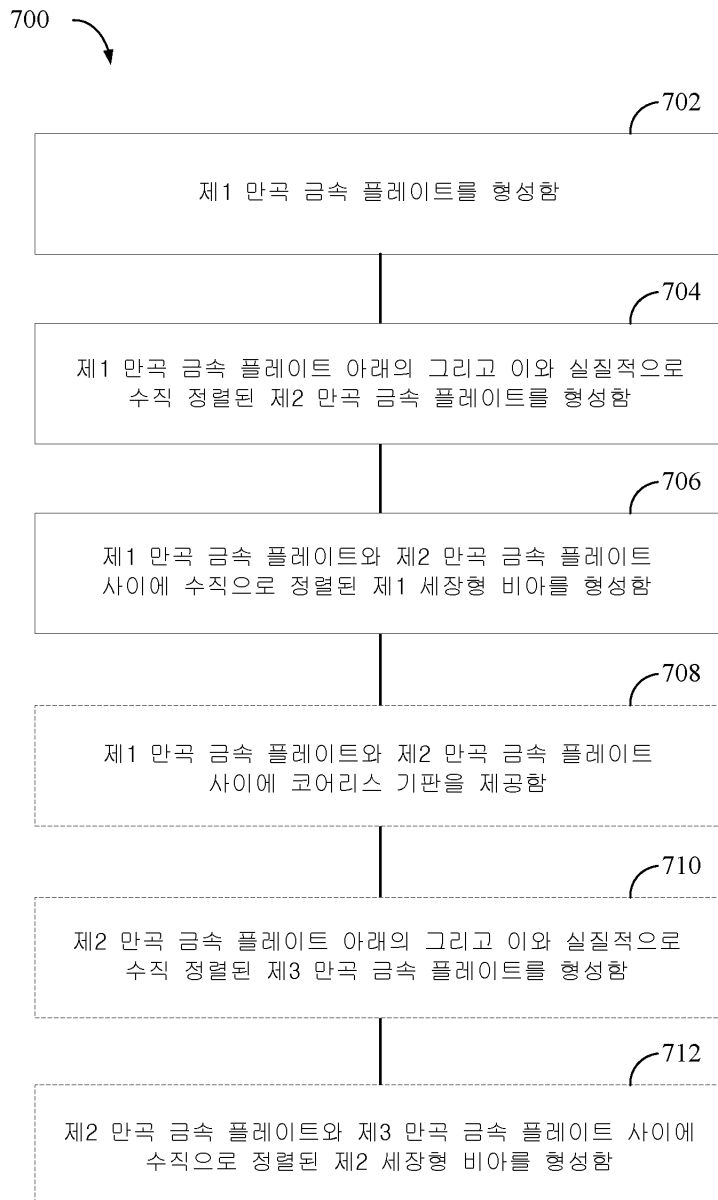 700
702
제1 만곡 금속 플레이트를 형성함
704
제1 만곡 금속 플레이트 아래의 그리고 이와 실질적으로
수직 정렬된 제2 만곡 금속 플레이트를 형성함
706
제1 만곡 금속 플레이트와 제2 만곡 금속 플레이트
사이에 수직으로 정렬된 제1 세장형 비아를 형성함
708
제1 만곡 금속 플레이트와 제2 만곡 금속 플레이트
사이에 코어리스 기판을 제공함
710
제2 만곡 금속 플레이트 아래의 그리고 이와 실질적으로
수직 정렬된 제3 만곡 금속 플레이트를 형성함
712
제2 만곡 금속 플레이트와 제3 만곡 금속 플레이트 사이에
수직으로 정렬된 제2 세장형 비아를 형성함